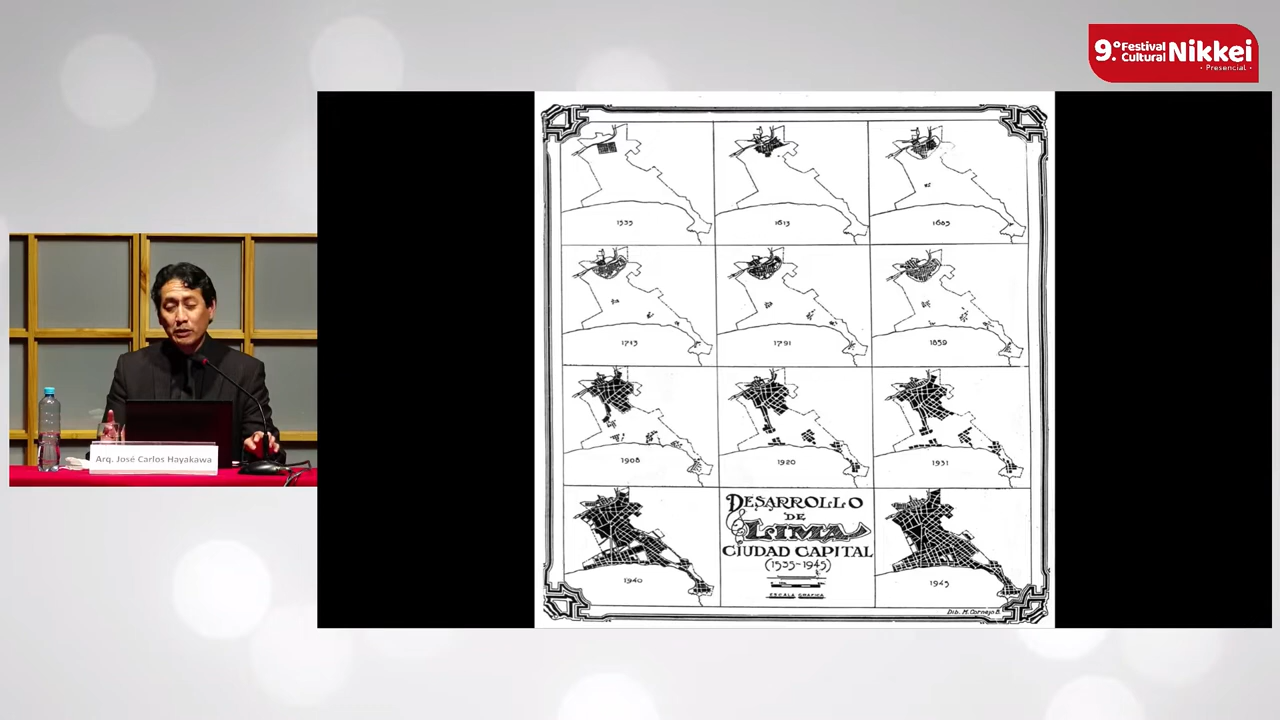 9.º Festival Cultural Nikkei
· Presencial ·
1535
1613
1685
1713
1791
1859
1908
1920
1931
1940
DESARROLLO
DE
LIMA
CIUDAD CAPITAL
(1535-1945)
ESCALA GRAFICA
1945
Dib. M. Cornejo B.
Arq. José Carlos Hayakawa